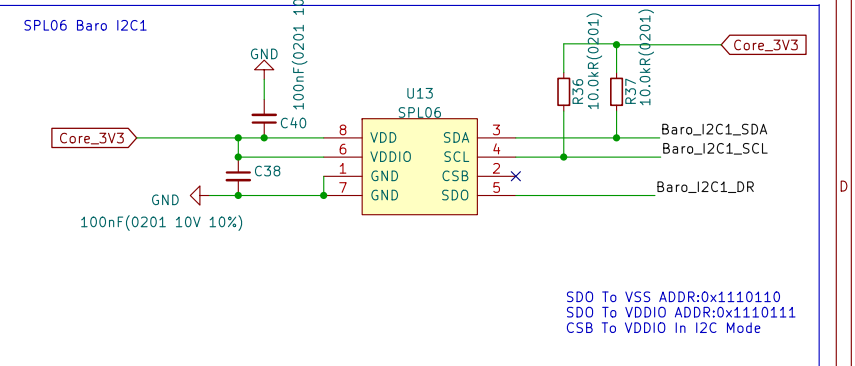 SPL06 Baro I2C1
GND
100nF(0201 10
C40
Core_3V3
U13
SPL06
8 VDD SDA 3
6 VDDIO SCL 4
1 GND CSB 2
7 GND SDO 5
C38
GND
100nF(0201 10V 10%)
R36
10.0kR(0201)
R37
10.0kR(0201)
Core_3V3
Baro_I2C1_SDA
Baro_I2C1_SCL
Baro_I2C1_DR
D
SDO To VSS ADDR:0x1110110
SDO To VDDIO ADDR:0x1110111
CSB To VDDIO In I2C Mode